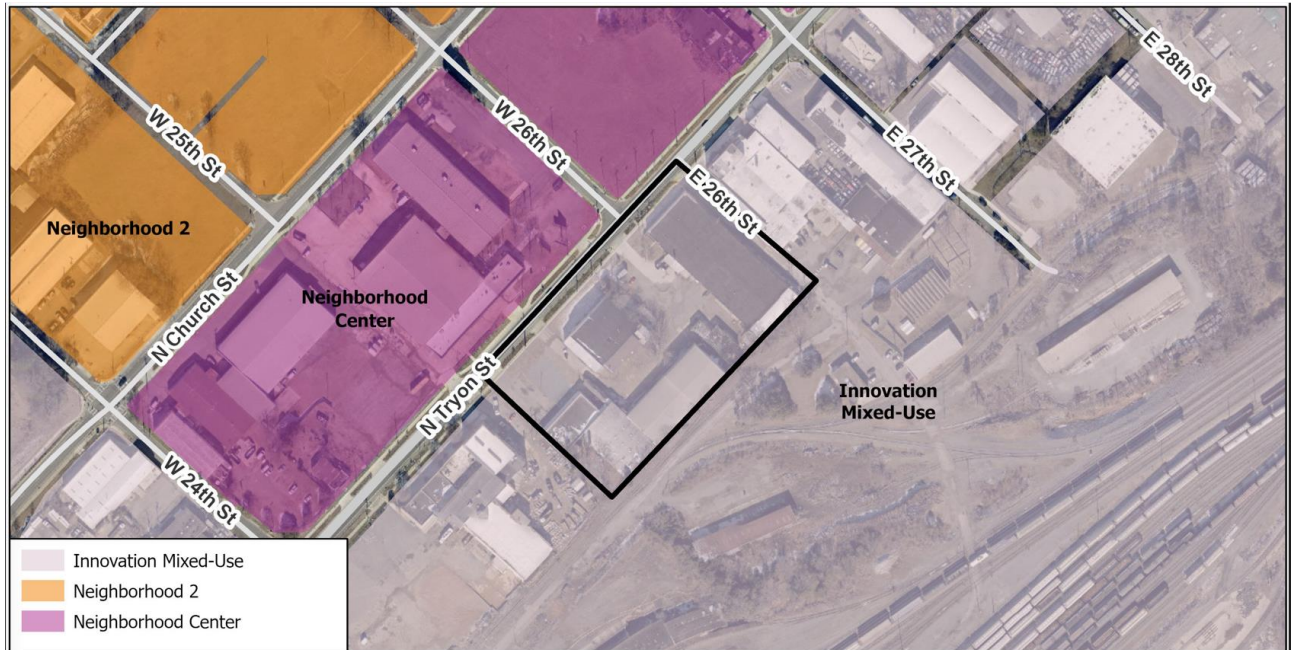 E 28th St
W 25th St
W 26th St
E 27th St
E 26th St
Neighborhood 2
N Church St
Neighborhood
Center
N Tryon St
Innovation
Mixed-Use
W 24th St
Innovation Mixed-Use
Neighborhood 2
Neighborhood Center